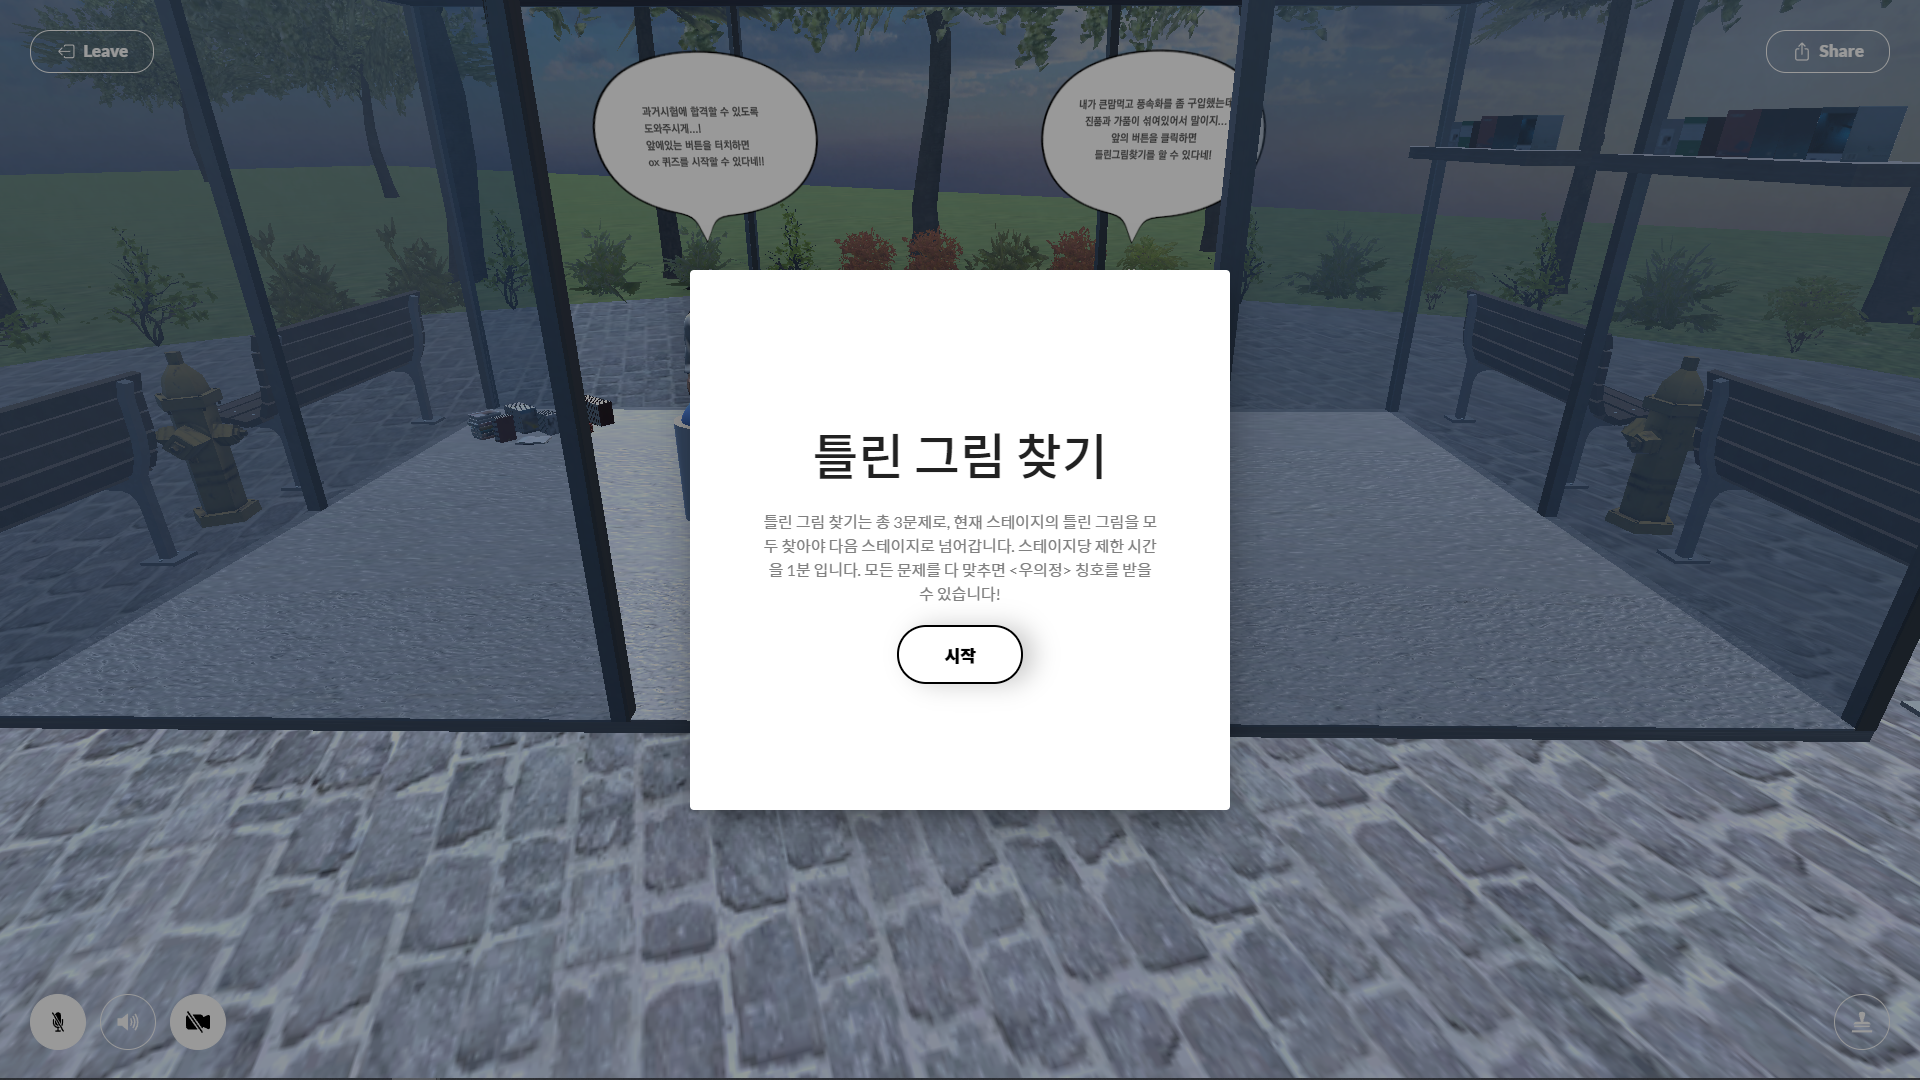 Leave
Share
과거시험에 합격할 수 있도록
도와주시게...!
앞에있는 버튼을 터치하면
ox 퀴즈를 시작할 수 있다네!!
내가 큰맘먹고 풍속화를 좀 구입했는데
진품과 가품이 섞여있어서 말이지...
앞의 버튼을 클릭하면
틀린그림찾기를 할 수 있다네!
틀린 그림 찾기
틀린 그림 찾기는 총 3문제로, 현재 스테이지의 틀린 그림을 모
두 찾아야 다음 스테이지로 넘어갑니다. 스테이지당 제한 시간
을 1분 입니다. 모든 문제를 다 맞추면 <우의정> 칭호를 받을
수 있습니다!
시작